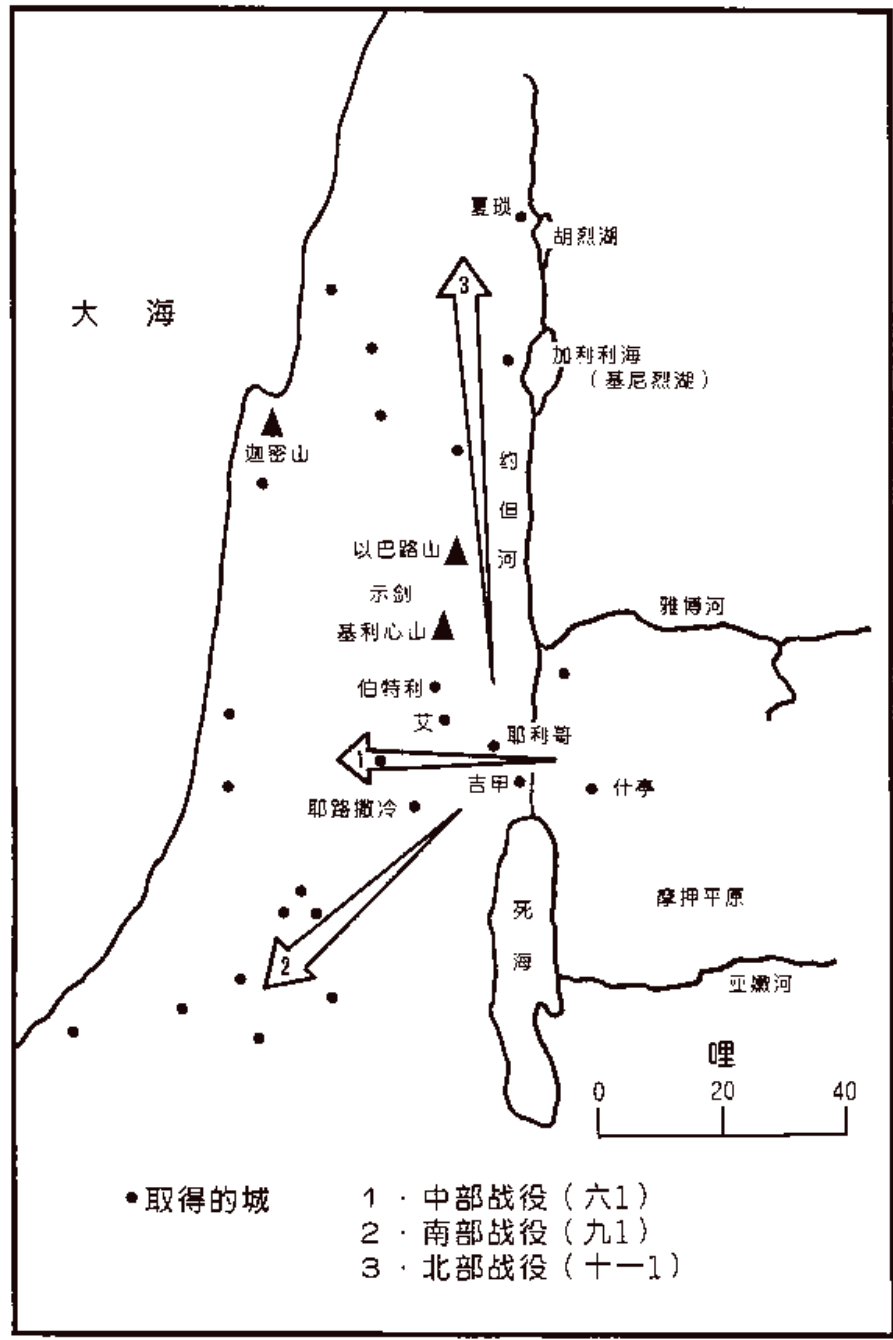 夏琐
胡烈湖
3
大海
加利利海
(基尼烈湖)
迦密山
约但河
以巴路山
示剑
雅博河
基利心山
伯特利
艾
耶利哥
1
吉甲
什亭
耶路撒冷
死海
摩押平原
2
亚嫩河
哩
0 20 40
•取得的城
1·中部战役(六1)
2·南部战役(九1)
3·北部战役(十一1)